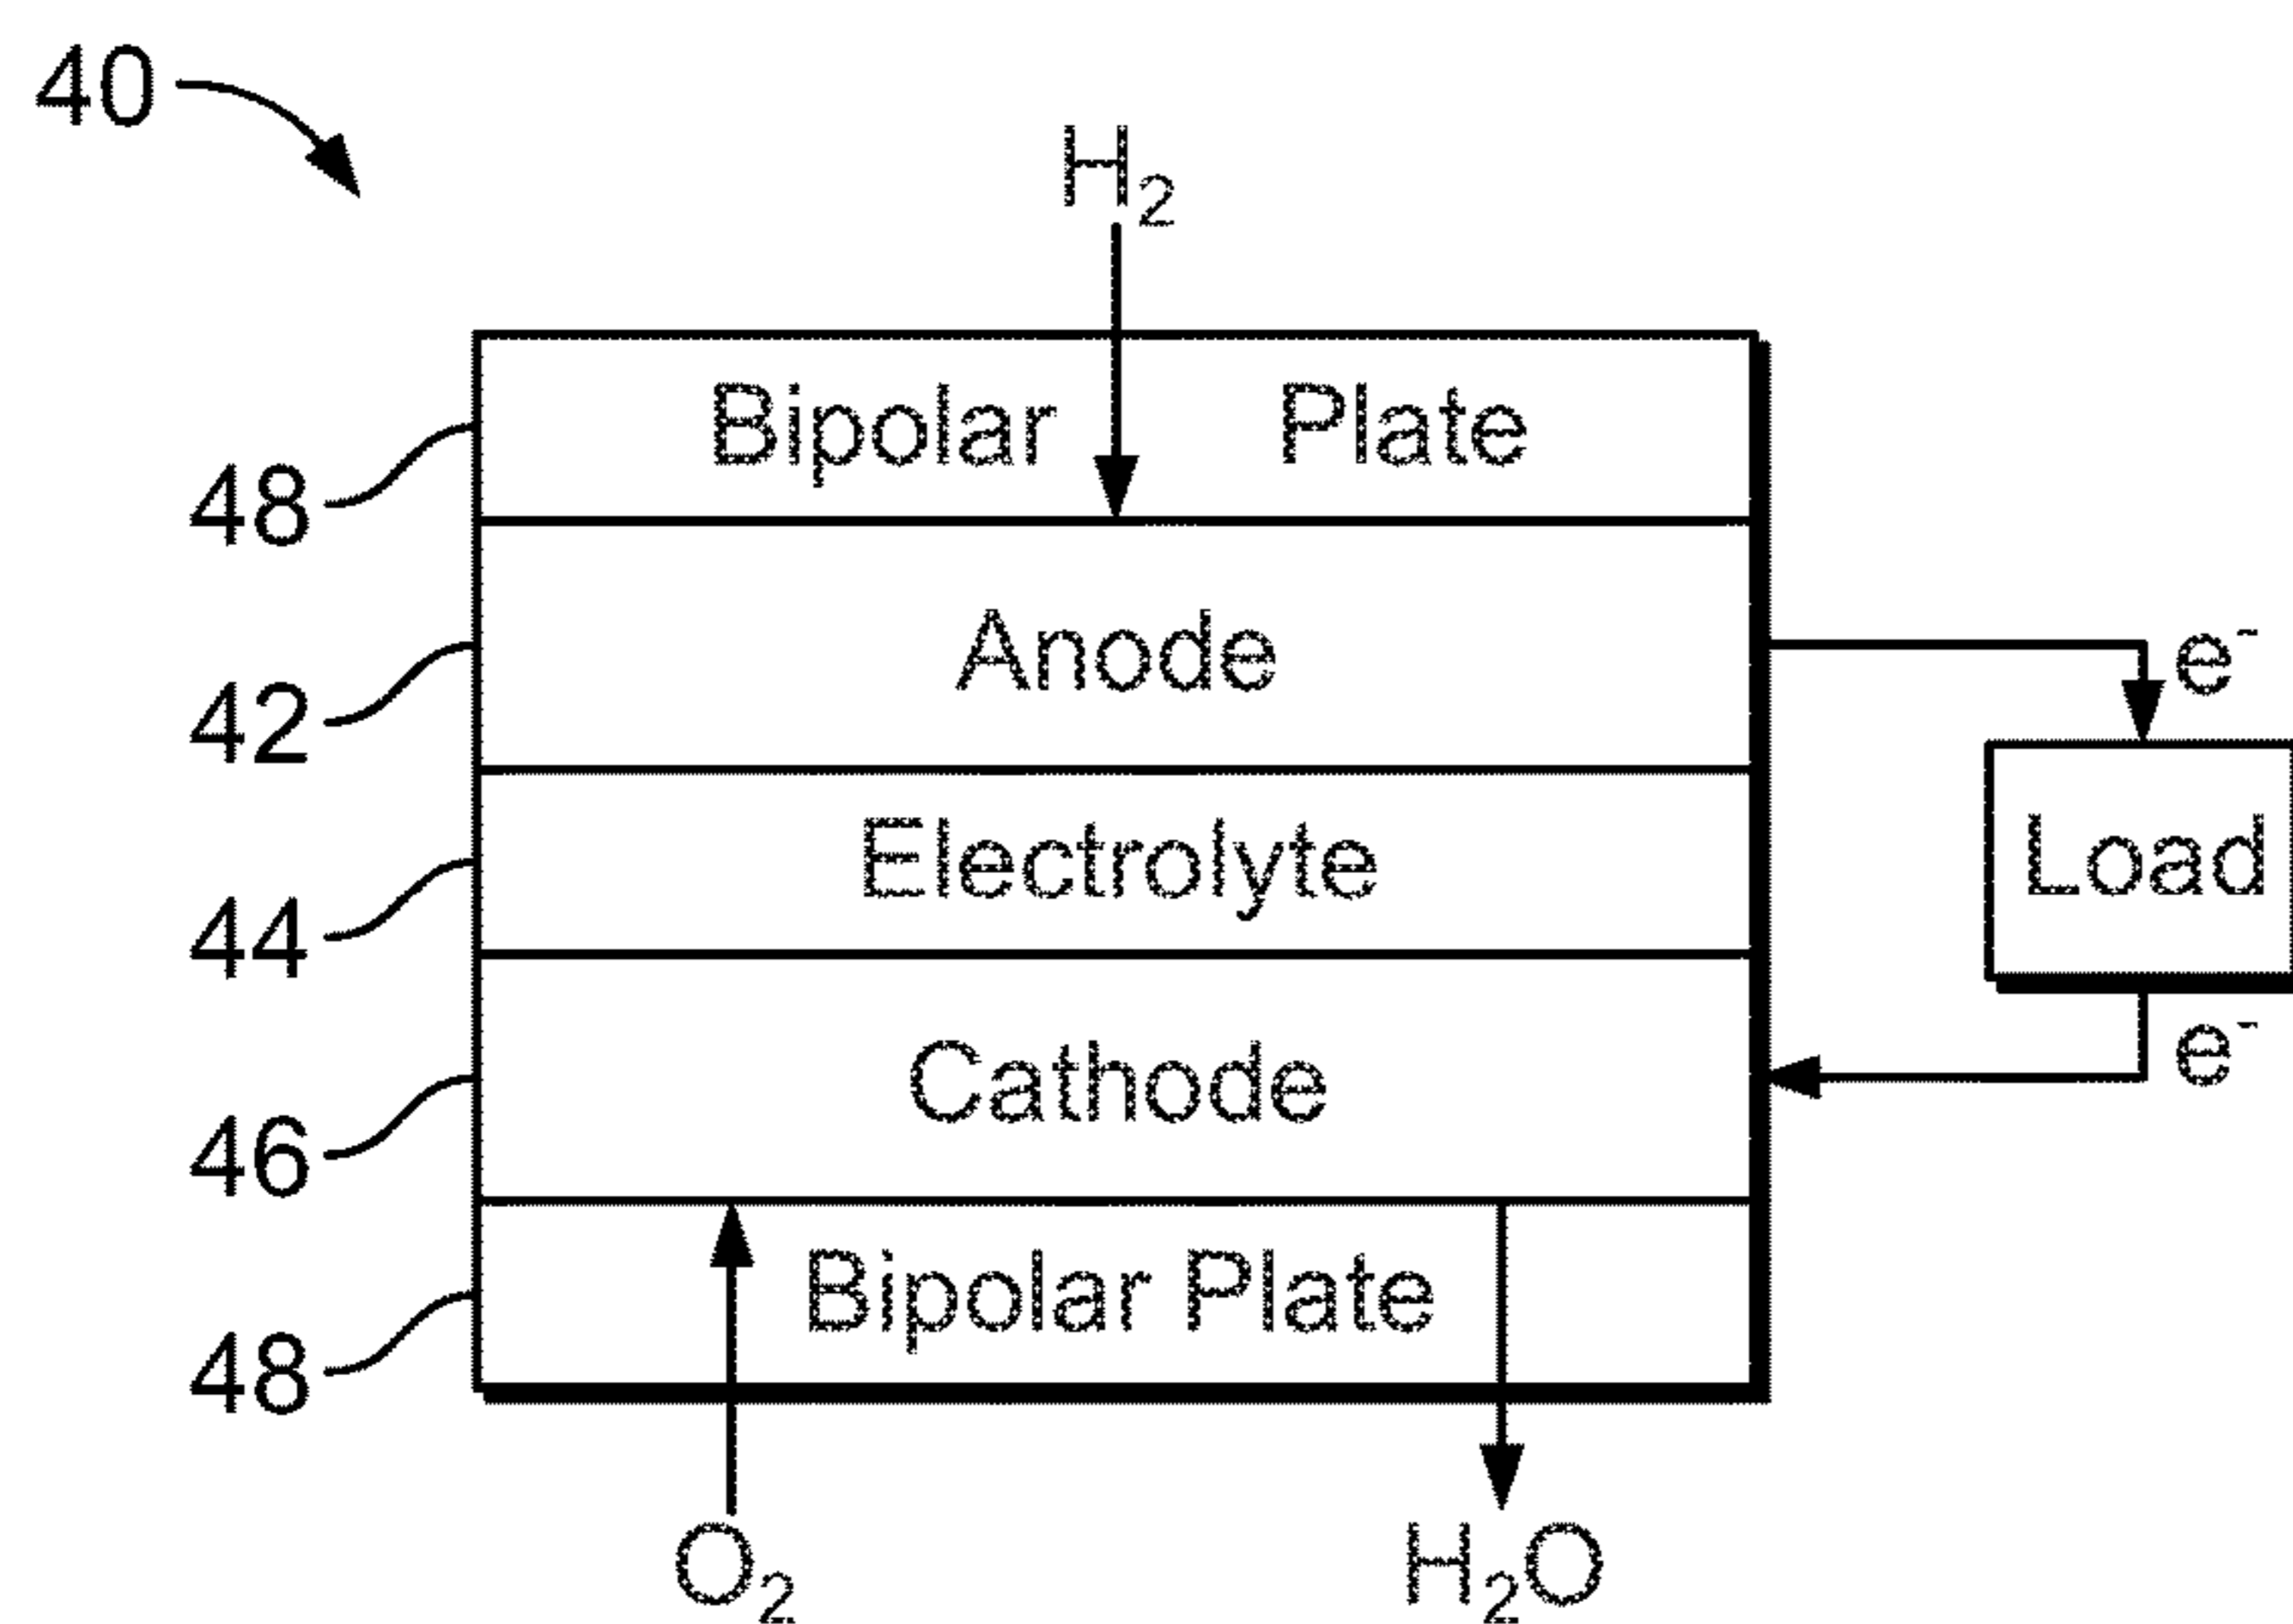 40
H₂
48 Bipolar Plate
42 Anode
e⁻
44 Electrolyte
Load
46 Cathode
e⁻
48 Bipolar Plate
O₂ H₂O